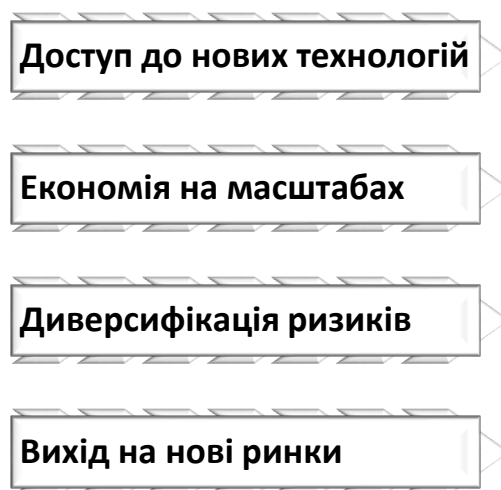 Доступ до нових технологій
Економія на масштабах
Диверсифікація ризиків
Вихід на нові ринки